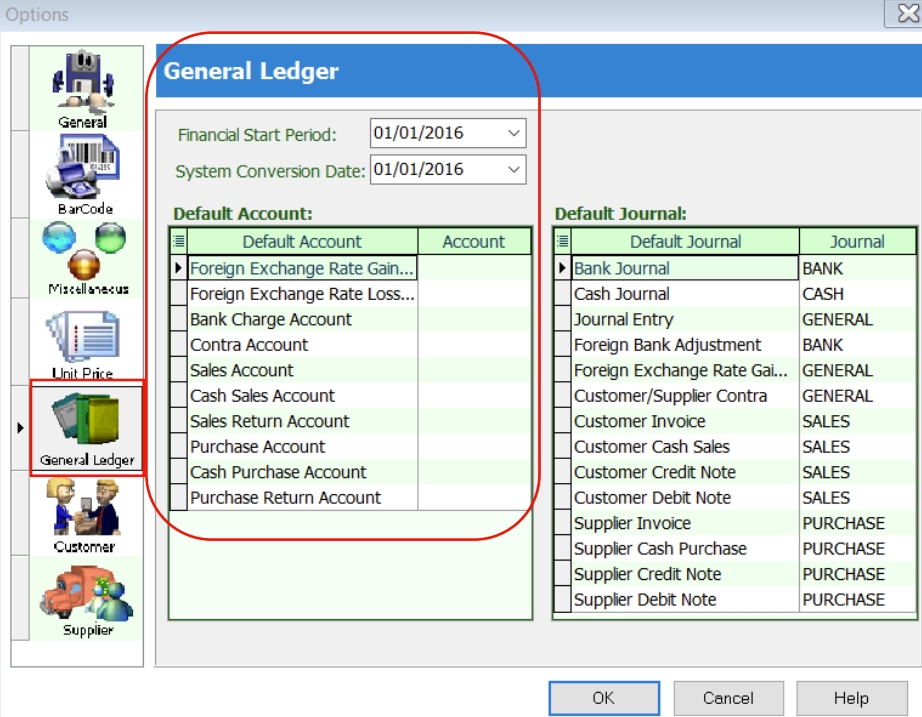 Options
General
BarCode
Miscellaneous
Unit Price
General Ledger
Customer
Supplier
General Ledger
Financial Start Period: 01/01/2016
System Conversion Date: 01/01/2016
Default Account:
Default Account Account
Foreign Exchange Rate Gain...
Foreign Exchange Rate Loss...
Bank Charge Account
Contra Account
Sales Account
Cash Sales Account
Sales Return Account
Purchase Account
Cash Purchase Account
Purchase Return Account
Default Journal:
Default Journal Journal
Bank Journal BANK
Cash Journal CASH
Journal Entry GENERAL
Foreign Bank Adjustment BANK
Foreign Exchange Rate Gai... GENERAL
Customer/Supplier Contra GENERAL
Customer Invoice SALES
Customer Cash Sales SALES
Customer Credit Note SALES
Customer Debit Note SALES
Supplier Invoice PURCHASE
Supplier Cash Purchase PURCHASE
Supplier Credit Note PURCHASE
Supplier Debit Note PURCHASE
OK Cancel Help